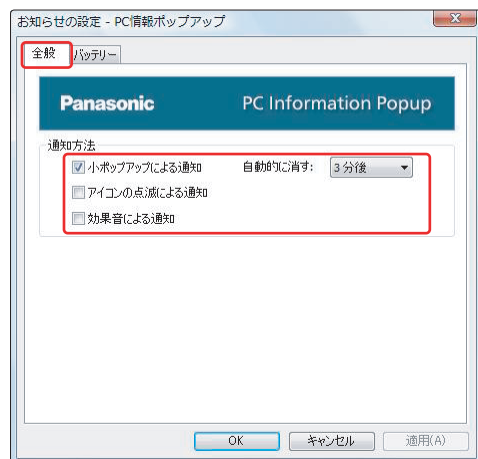 お知らせの設定 - PC情報ポップアップ
全般 バッテリー
Panasonic PC Information Popup
通知方法
小ポップアップによる通知 自動的に消す: 3 分後
アイコンの点滅による通知
効果音による通知
OK キャンセル 適用(A)